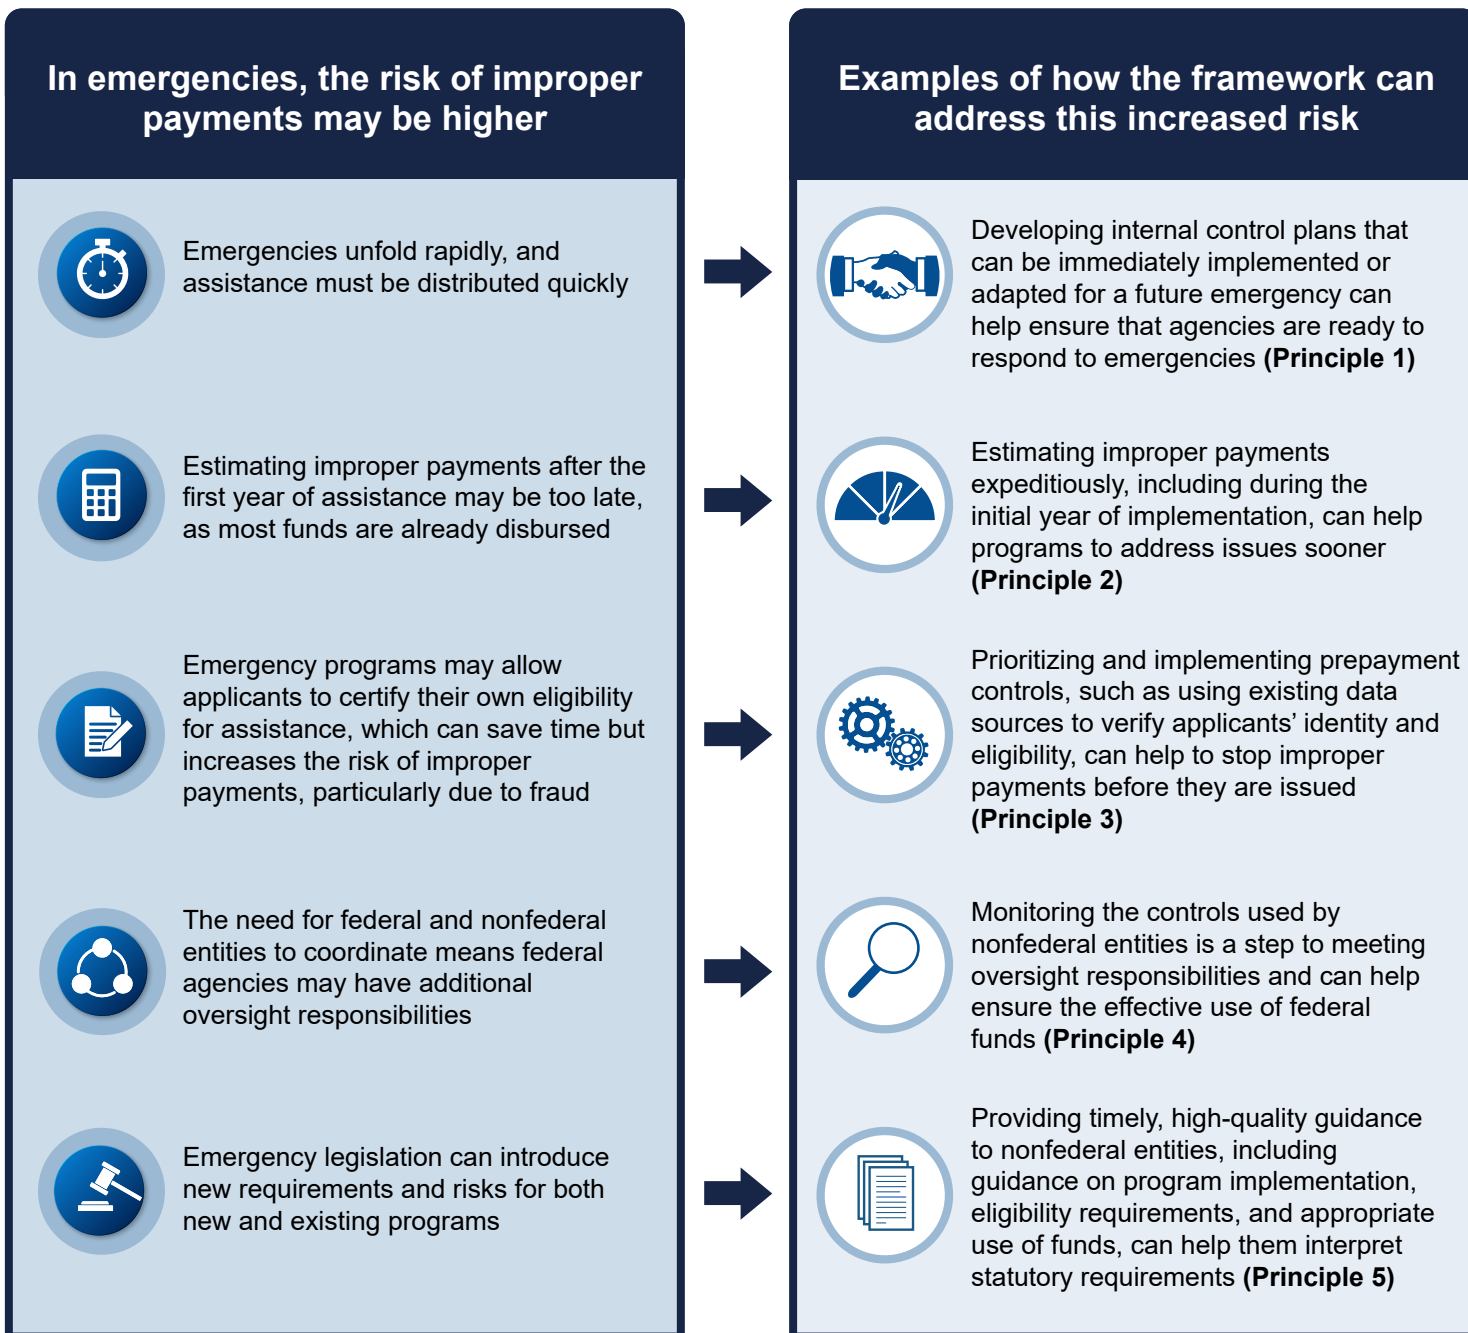 In emergencies, the risk of improper
payments may be higher
Emergencies unfold rapidly, and
assistance must be distributed quickly
Estimating improper payments after the
first year of assistance may be too late,
as most funds are already disbursed
Emergency programs may allow
applicants to certify their own eligibility
for assistance, which can save time but
increases the risk of improper
payments, particularly due to fraud
The need for federal and nonfederal
entities to coordinate means federal
agencies may have additional
oversight responsibilities
Emergency legislation can introduce
new requirements and risks for both
new and existing programs
Examples of how the framework can
address this increased risk
Developing internal control plans that
can be immediately implemented or
adapted for a future emergency can
help ensure that agencies are ready to
respond to emergencies (Principle 1)
Estimating improper payments
expeditiously, including during the
initial year of implementation, can help
programs to address issues sooner
(Principle 2)
Prioritizing and implementing prepayment
controls, such as using existing data
sources to verify applicants’ identity and
eligibility, can help to stop improper
payments before they are issued
(Principle 3)
Monitoring the controls used by
nonfederal entities is a step to meeting
oversight responsibilities and can help
ensure the effective use of federal
funds (Principle 4)
Providing timely, high-quality guidance
to nonfederal entities, including
guidance on program implementation,
eligibility requirements, and appropriate
use of funds, can help them interpret
statutory requirements (Principle 5)